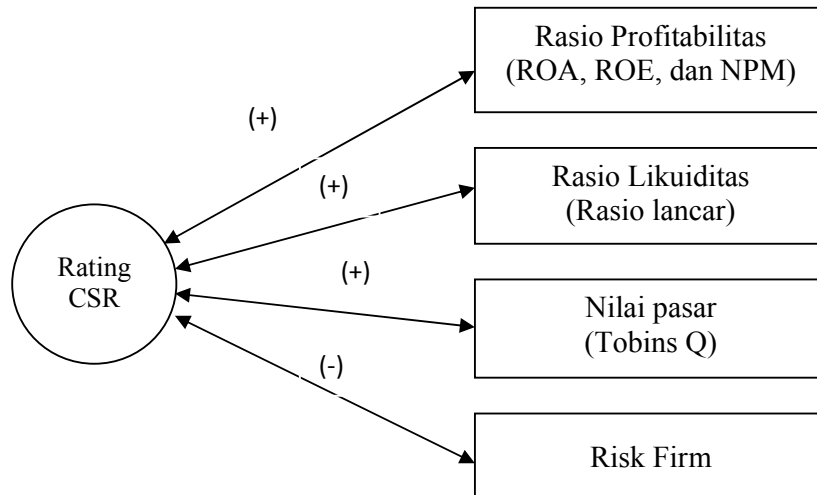 Rasio Profitabilitas
(ROA, ROE, dan NPM)
(+)
(+)
Rasio Likuiditas
(Rasio lancar)
Rating
CSR
(+)
Nilai pasar
(Tobins Q)
(-)
Risk Firm